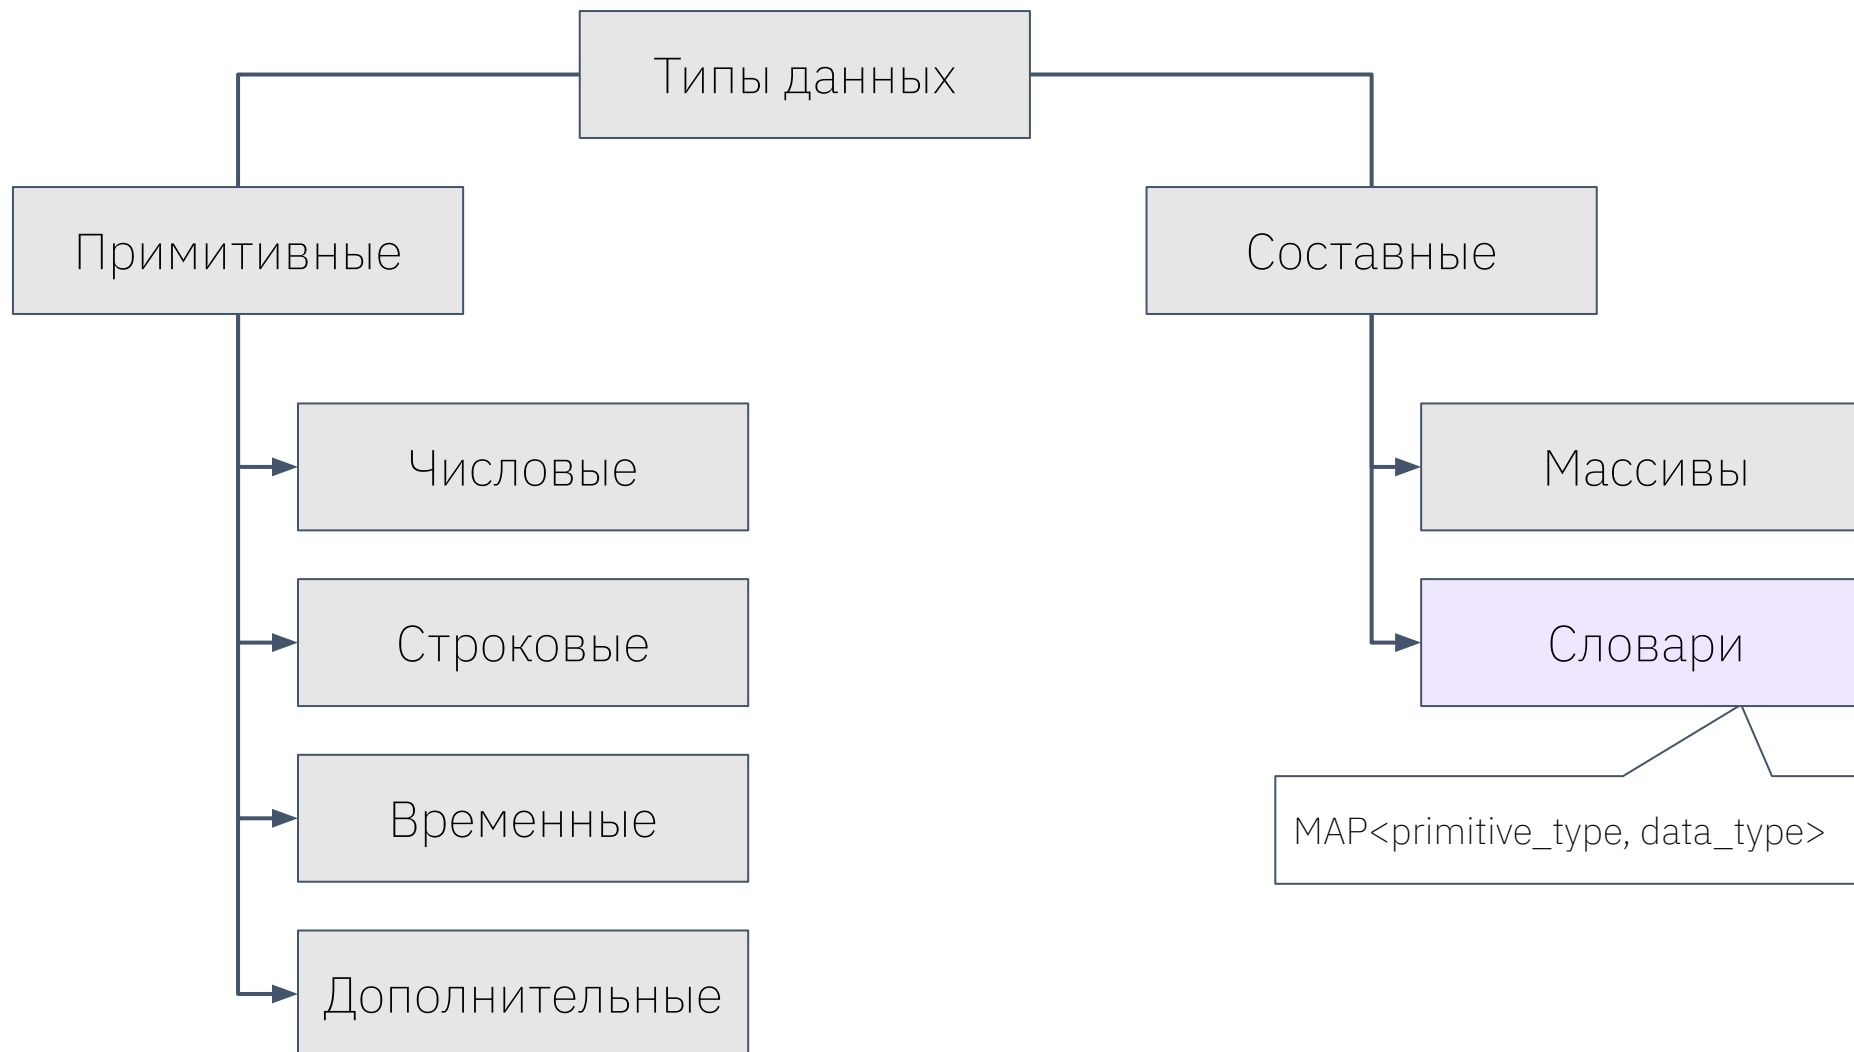 Типы данных
Примитивные
Составные
Числовые
Массивы
Строковые
Словари
Временные
MAP<primitive_type, data_type>
Дополнительные